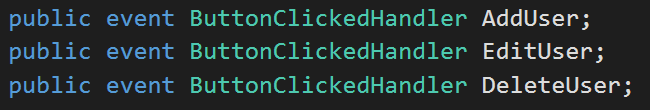 public event ButtonClickedHandler AddUser;
public event ButtonClickedHandler EditUser;
public event ButtonClickedHandler DeleteUser;